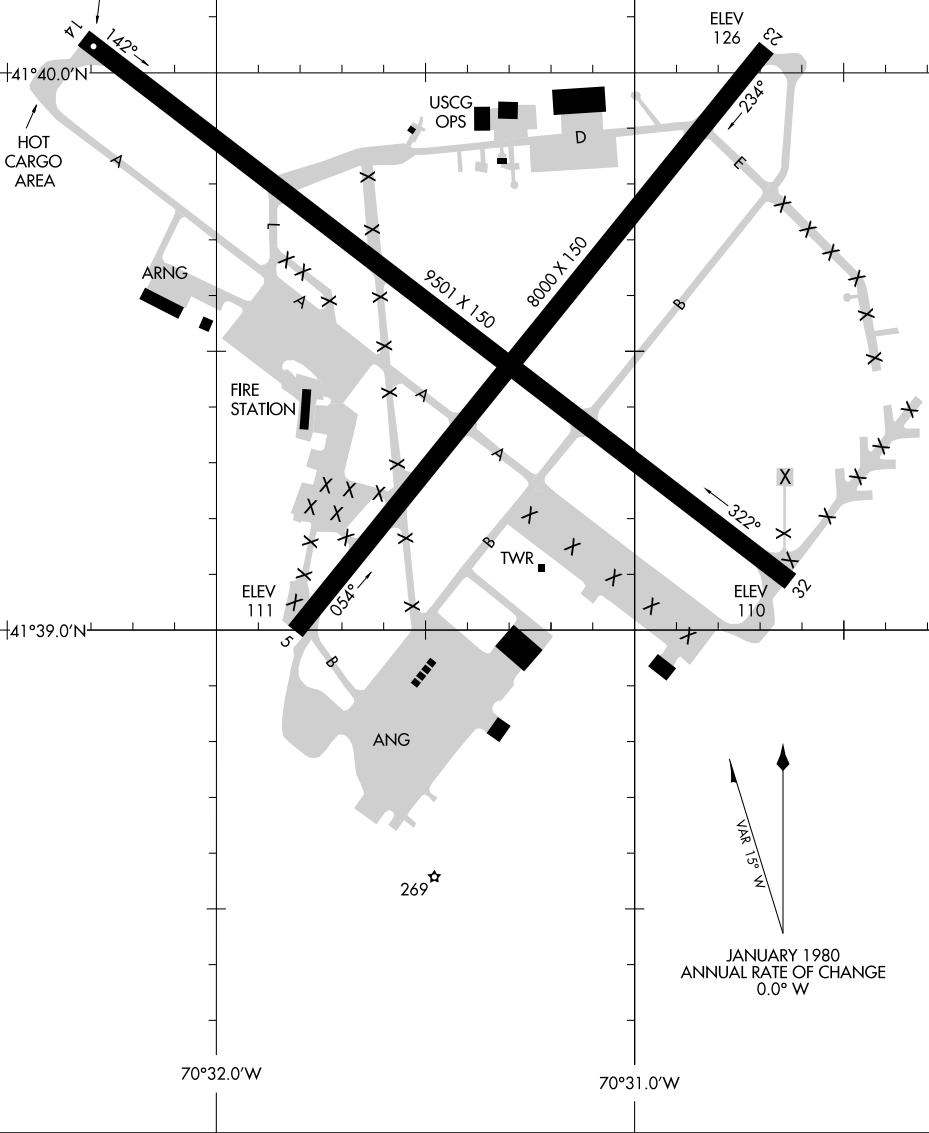 ELEV
126
23
14
142°
41°40.0'N
234°
USCG
OPS
D
HOT
CARGO
AREA
A
E
L
ARNG
A
9501 X 150
8000 X 150
B
FIRE
STATION
A
A
X
322°
B
TWR
ELEV
111
054°
ELEV
110
32
41°39.0'N
5
B
ANG
VAR 15° W
269
JANUARY 1980
ANNUAL RATE OF CHANGE
0.0° W
70°32.0'W
70°31.0'W